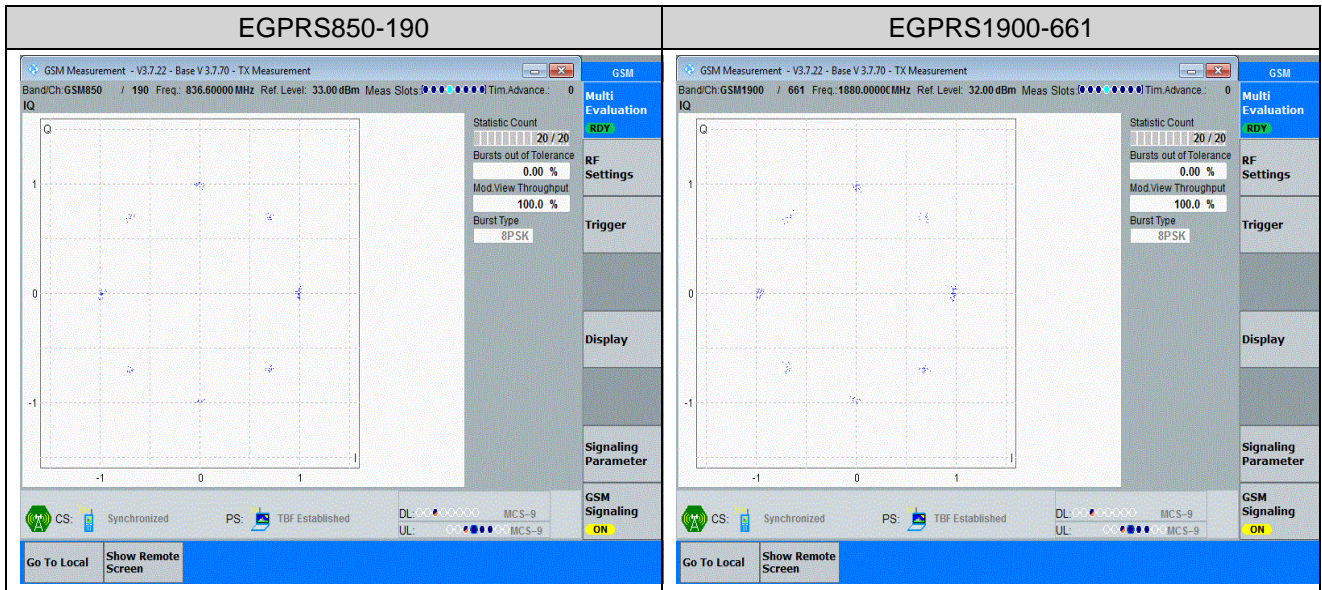 EGPRS850-190
GSM Measurement - V3.7.22 - Base V 3.7.70 - TX Measurement
GSM
Band/Ch:GSM850 / 190 Freq.: 836.60000 MHz Ref. Level: 33.00 dBm Meas Slots: Tim.Advance.: 0
IQ
Multi
Evaluation
RDY
Q
Statistic Count
20 / 20
Bursts out of Tolerance
0.00 %
Mod.View Throughput
100.0 %
Burst Type
8PSK
RF
Settings
Trigger
Display
Signaling
Parameter
GSM
Signaling
ON
1
0
-1
I
-1 0 1
CS: Synchronized PS: TBF Established
DL: MCS-9
UL: MCS-9
Go To Local
Show Remote
Screen
EGPRS1900-661
GSM Measurement - V3.7.22 - Base V 3.7.70 - TX Measurement
GSM
Band/Ch:GSM1900 / 661 Freq.:1880.0000 MHz Ref. Level: 32.00 dBm Meas Slots: Tim.Advance.: 0
IQ
Multi
Evaluation
RDY
Q
Statistic Count
20 / 20
Bursts out of Tolerance
0.00 %
Mod.View Throughput
100.0 %
Burst Type
8PSK
RF
Settings
Trigger
Display
Signaling
Parameter
GSM
Signaling
ON
1
0
-1
I
-1 0 1
CS: Synchronized PS: TBF Established
DL: MCS-9
UL: MCS-9
Go To Local
Show Remote
Screen